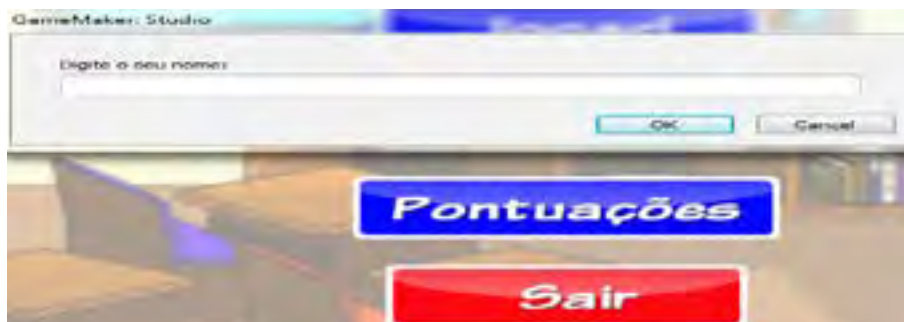 GameMaker: Studio
Digite o seu nome:
OK
Cancel
Pontuações
Sair